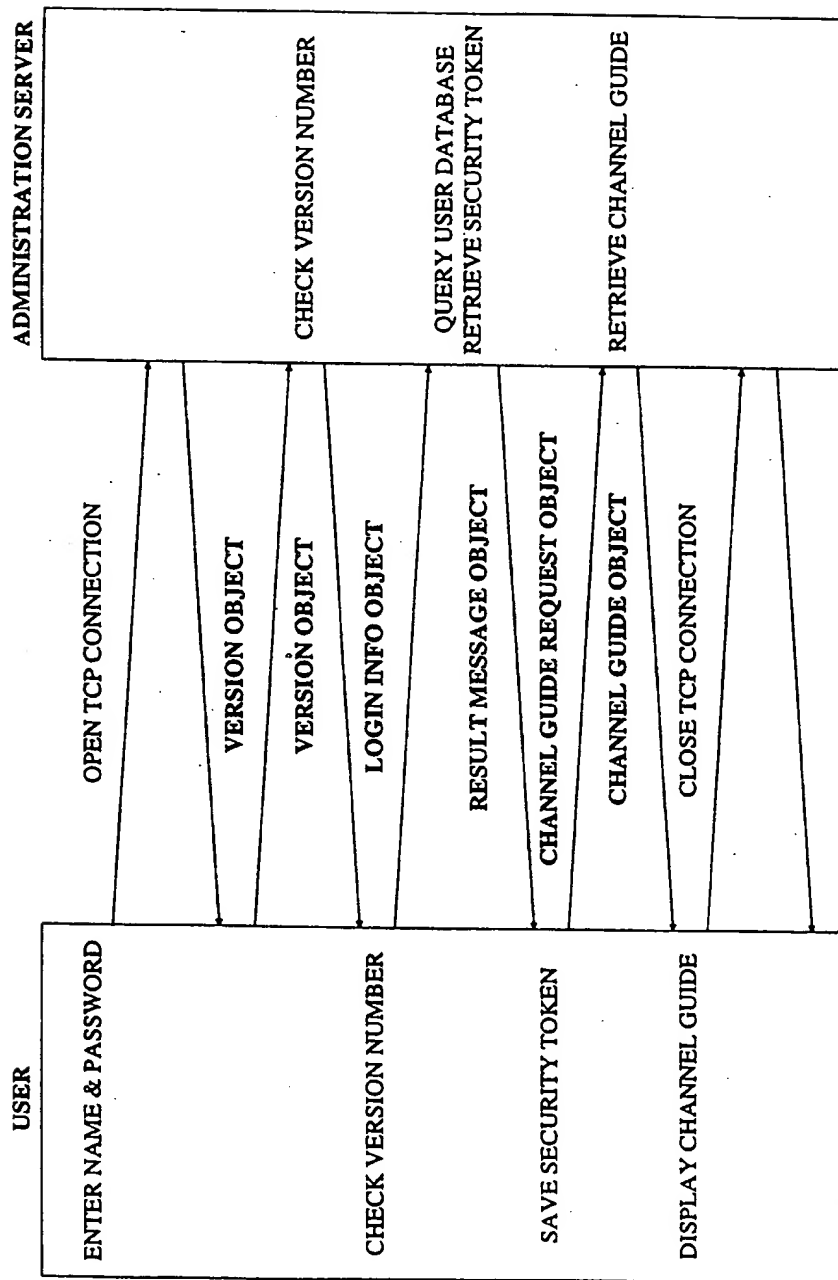 USER
ADMINISTRATION SERVER
ENTER NAME & PASSWORD
OPEN TCP CONNECTION
VERSION OBJECT
VERSION OBJECT
CHECK VERSION NUMBER
CHECK VERSION NUMBER
LOGIN INFO OBJECT
QUERY USER DATABASE
RETRIEVE SECURITY TOKEN
RESULT MESSAGE OBJECT
SAVE SECURITY TOKEN
CHANNEL GUIDE REQUEST OBJECT
RETRIEVE CHANNEL GUIDE
CHANNEL GUIDE OBJECT
DISPLAY CHANNEL GUIDE
CLOSE TCP CONNECTION